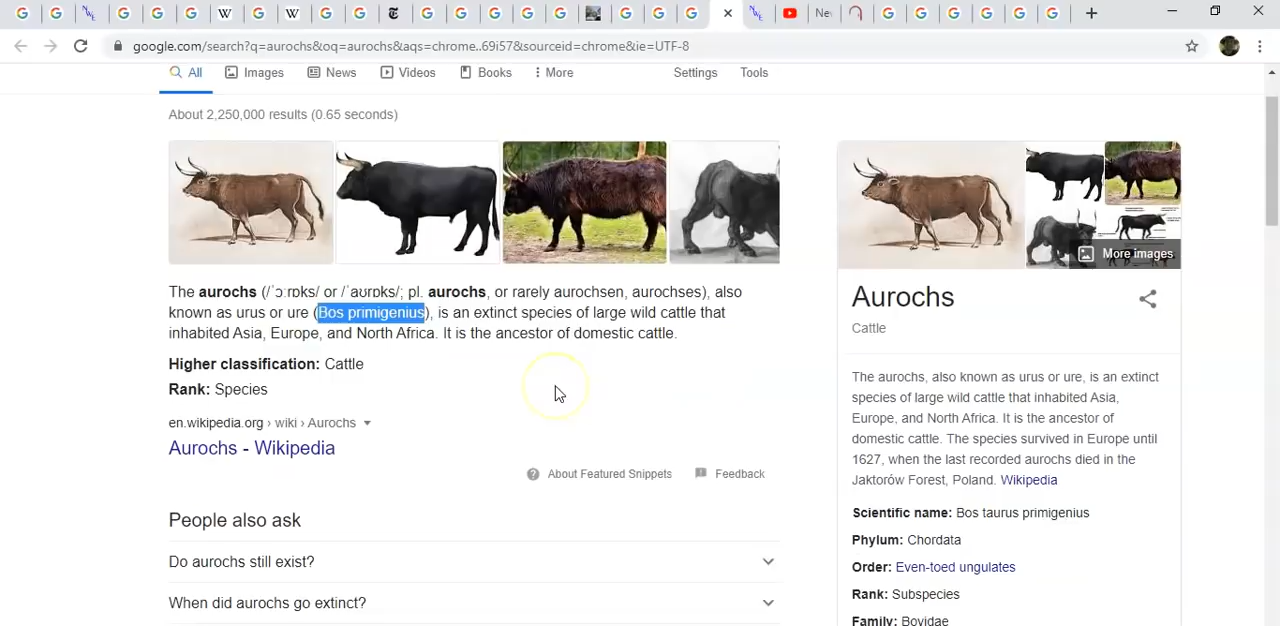 New
google.com/search?q=aurochs&oq=aurochs&aqs=chrome..69i57&sourceid=chrome&ie=UTF-8
All Images News Videos Books More Settings Tools
About 2,250,000 results (0.65 seconds)
More images
The aurochs (/ˈɔːrɒks/ or /ˈaʊrɒks/; pl. aurochs, or rarely aurochsen, aurochses), also
known as urus or ure (Bos primigenius), is an extinct species of large wild cattle that
inhabited Asia, Europe, and North Africa. It is the ancestor of domestic cattle.
Higher classification: Cattle
Rank: Species
en.wikipedia.org › wiki › Aurochs
Aurochs - Wikipedia
About Featured Snippets Feedback
People also ask
Do aurochs still exist?
When did aurochs go extinct?
Aurochs
Cattle
The aurochs, also known as urus or ure, is an extinct
species of large wild cattle that inhabited Asia,
Europe, and North Africa. It is the ancestor of
domestic cattle. The species survived in Europe until
1627, when the last recorded aurochs died in the
Jaktorów Forest, Poland. Wikipedia
Scientific name: Bos taurus primigenius
Phylum: Chordata
Order: Even-toed ungulates
Rank: Subspecies
Family: Bovidae